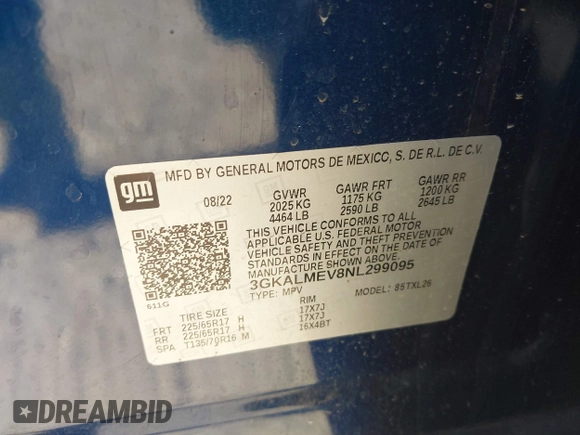 gm
MFD BY GENERAL MOTORS DE MEXICO, S. DE R.L. DE C.V.
08/22 GVWR GAWR FRT GAWR RR
2025 KG 1175 KG 1200 KG
4464 LB 2590 LB 2645 LB
THIS VEHICLE CONFORMS TO ALL
APPLICABLE U.S. FEDERAL MOTOR
VEHICLE SAFETY AND THEFT PREVENTION
STANDARDS IN EFFECT ON THE DATE OF
MANUFACTURE SHOWN ABOVE.
3GKALMEV8NL299095
611G TYPE: MPV MODEL: 85TXL26
TIRE SIZE RIM
FRT 225/65R17 H 17X7J
RR 225/65R17 H 17X7J
SPA T135/70R16 M 16X4BT
DREAMBID